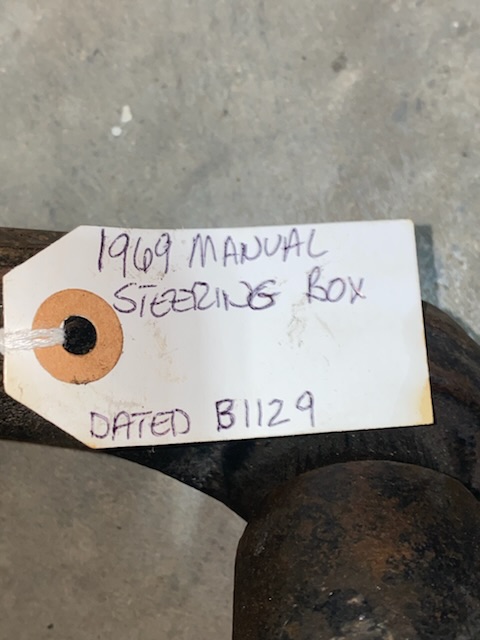 1969 MANUAL
STEERING BOX
DATED B1129